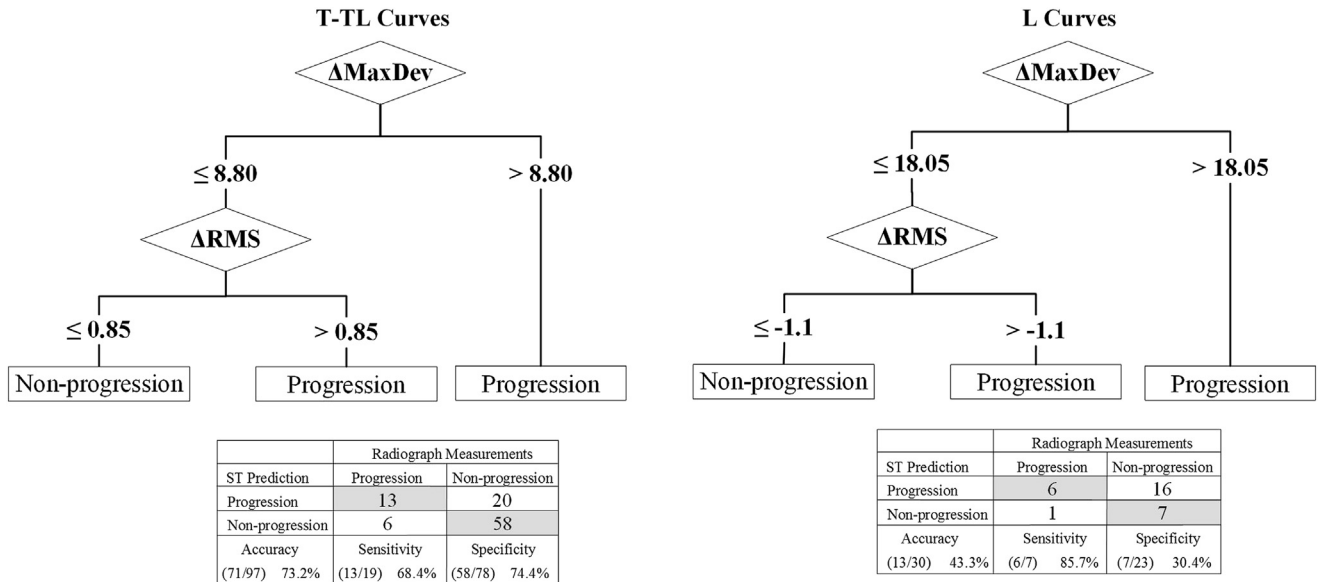 T-TL Curves
ΔMaxDev
≤ 8.80
> 8.80
ΔRMS
≤ 0.85
> 0.85
Non-progression
Progression
Progression
Radiograph Measurements
ST Prediction Progression Non-progression
Progression 13 20
Non-progression 6 58
Accuracy Sensitivity Specificity
(71/97) 73.2% (13/19) 68.4% (58/78) 74.4%
L Curves
ΔMaxDev
≤ 18.05
> 18.05
ΔRMS
≤ -1.1
> -1.1
Non-progression
Progression
Progression
Radiograph Measurements
ST Prediction Progression Non-progression
Progression 6 16
Non-progression 1 7
Accuracy Sensitivity Specificity
(13/30) 43.3% (6/7) 85.7% (7/23) 30.4%